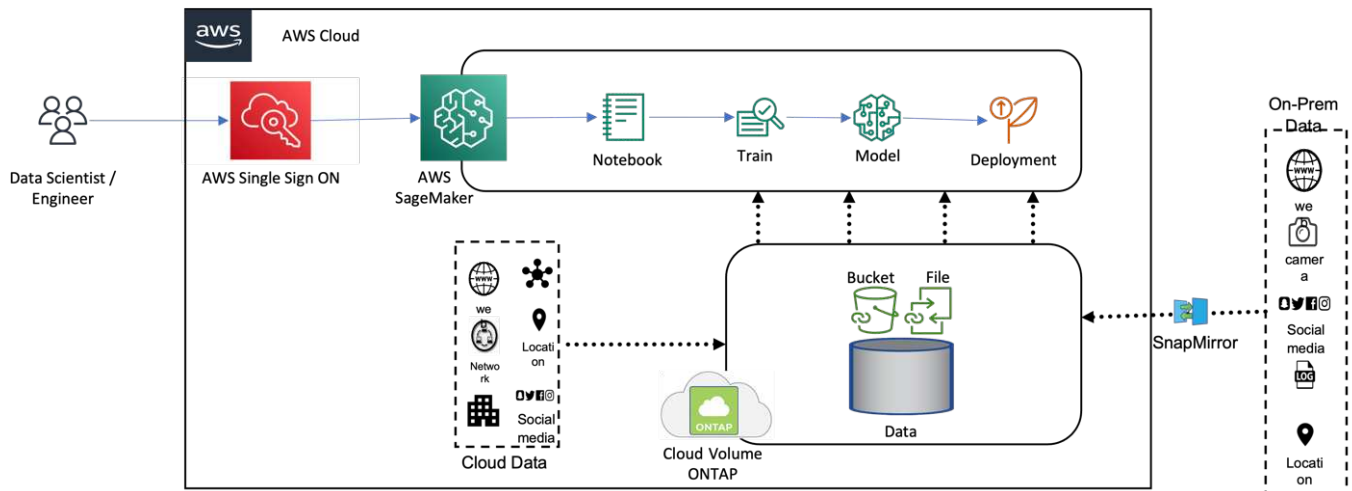 aws
AWS Cloud
Data Scientist /
Engineer
AWS Single Sign ON
AWS
SageMaker
Notebook
Train
Model
Deployment
WWW
we
Netwo
rk
Locati
on
Social
media
Cloud Data
Bucket
File
Data
ONTAP
Cloud Volume
ONTAP
SnapMirror
On-Prem
Data
WWW
we
b
camer
a
Social
media
LOG
Locati
on